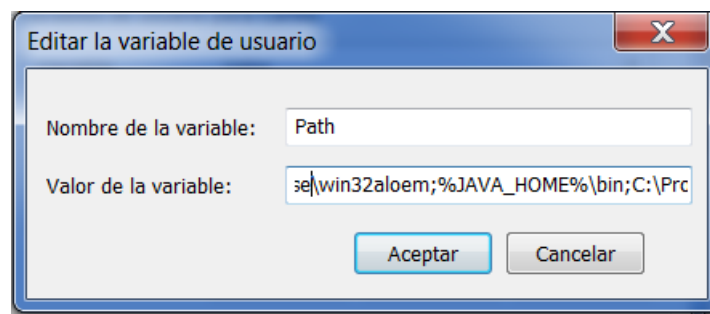 Editar la variable de usuario
Nombre de la variable: Path
Valor de la variable: se\win32aloem;%JAVA_HOME%\bin;C:\Pro
Aceptar Cancelar